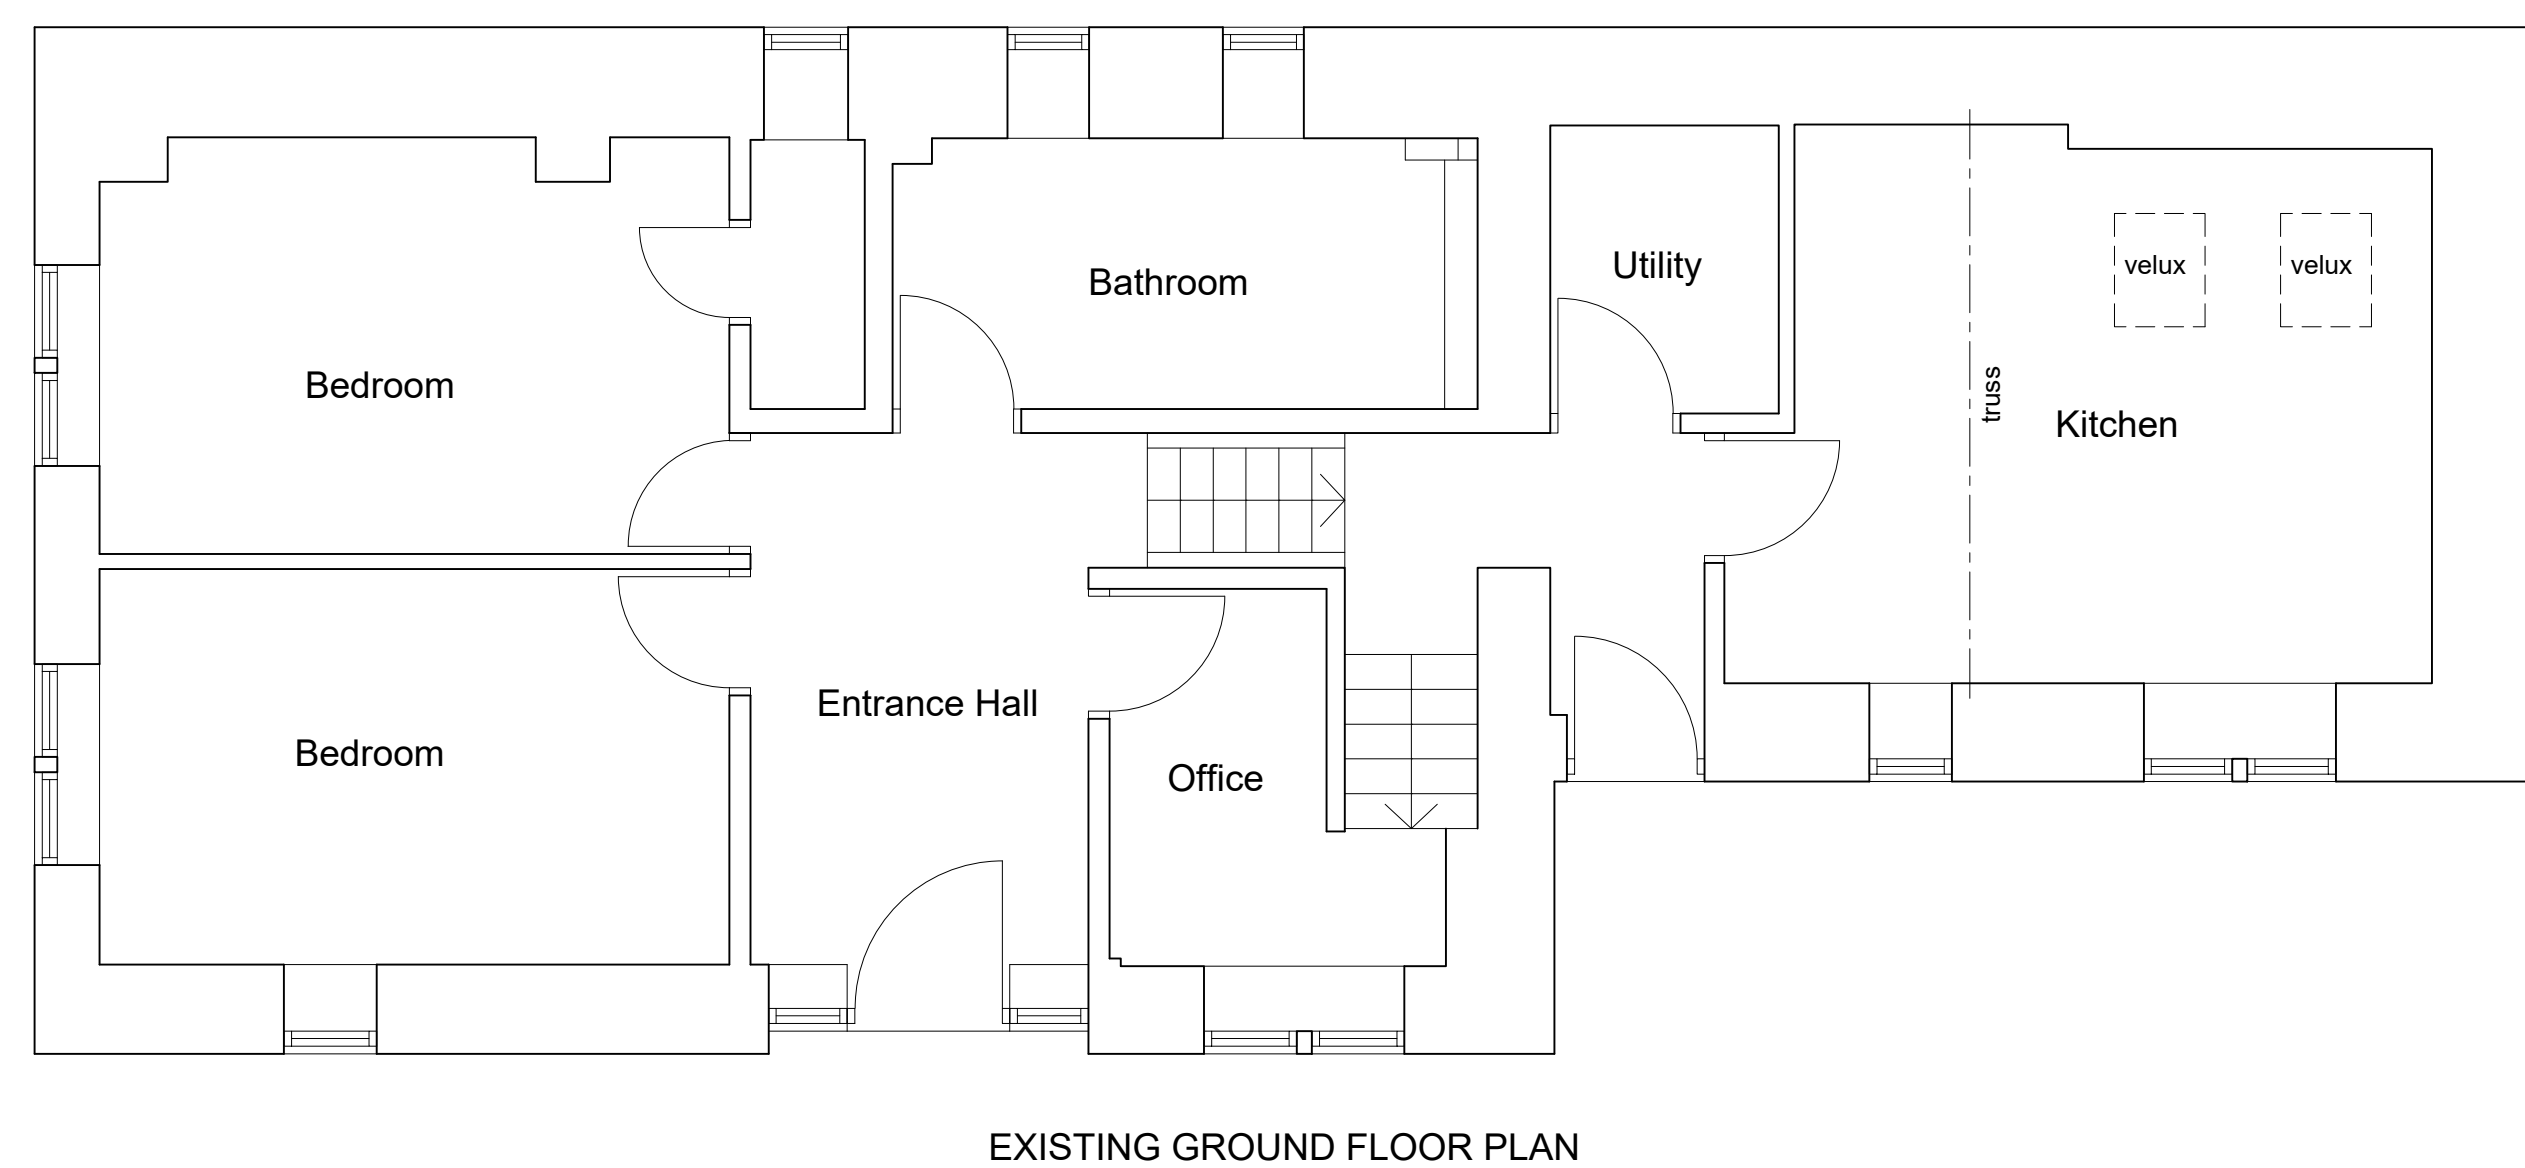 Bathroom
Utility
velux
velux
Bedroom
truss
Kitchen
Entrance Hall
Bedroom
Office
EXISTING GROUND FLOOR PLAN